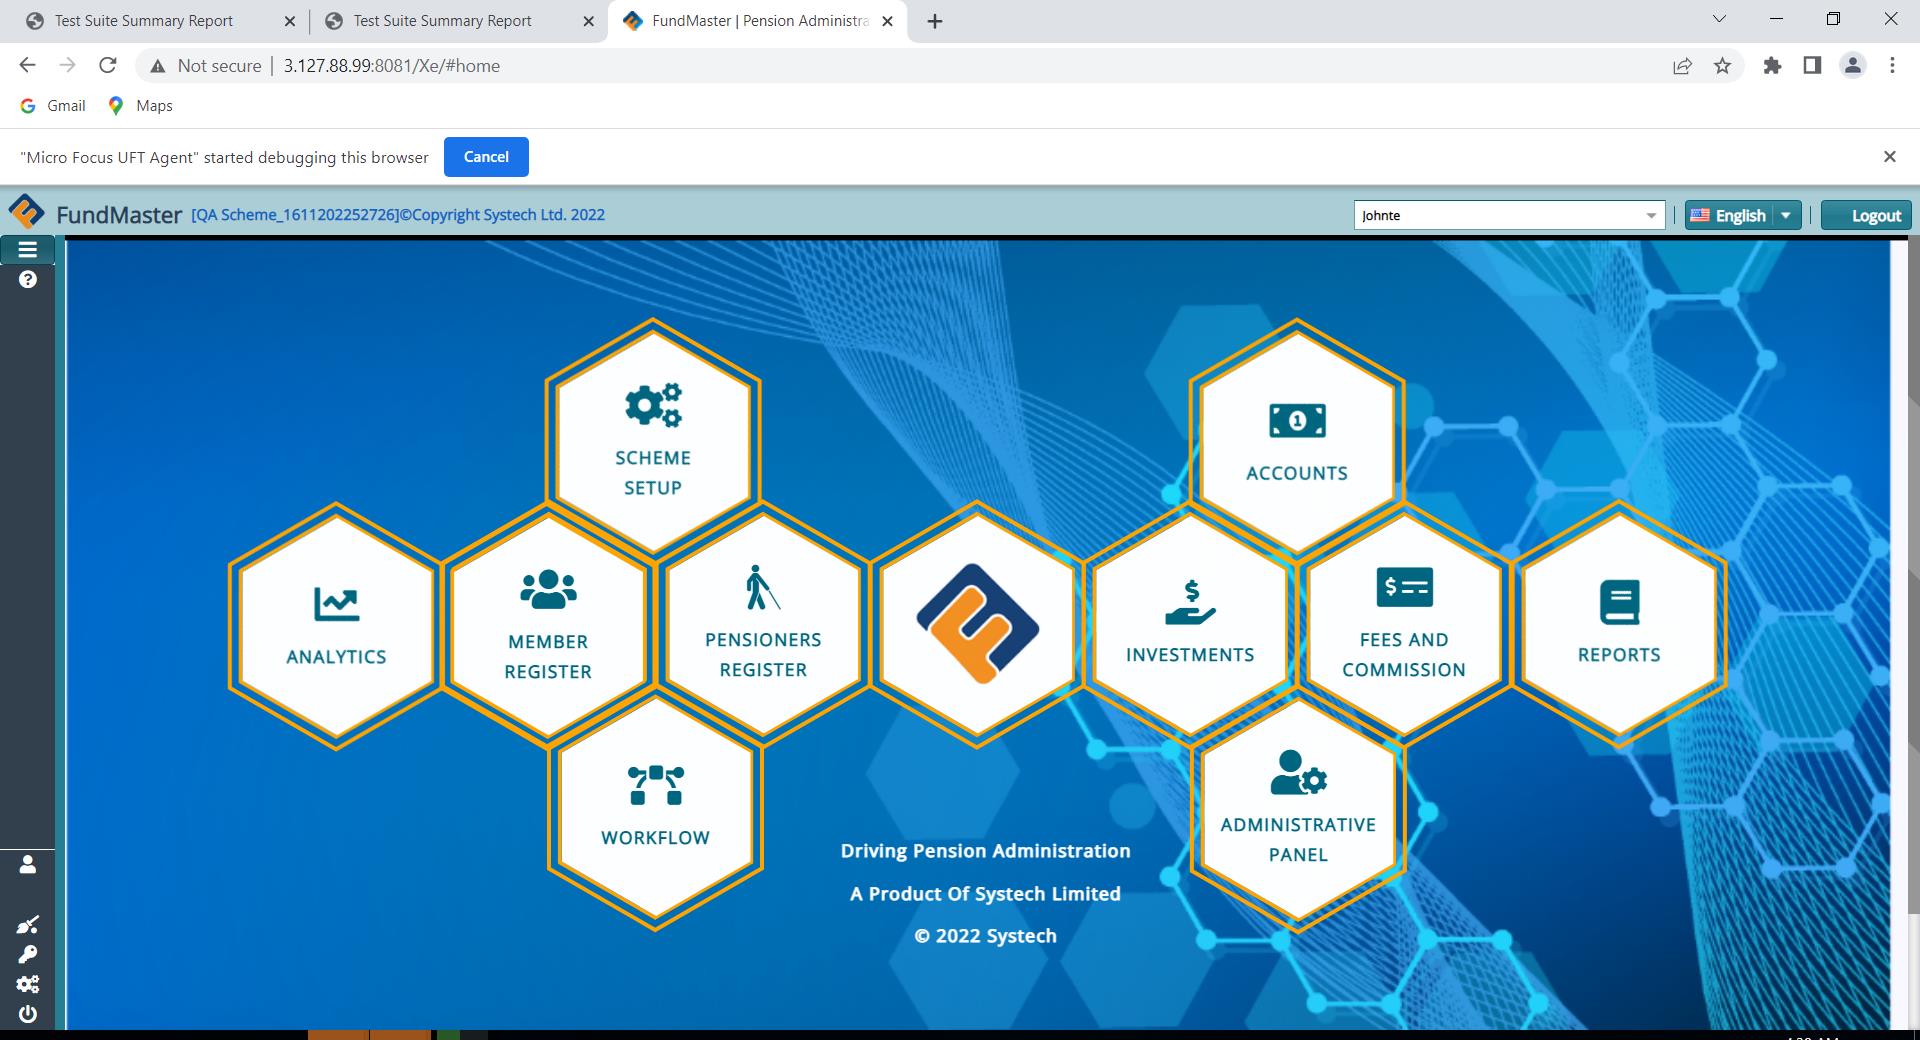 Test Suite Summary Report
Test Suite Summary Report
FundMaster | Pension Administra
Not secure | 3.127.88.99:8081/Xe/#home
Gmail
Maps
"Micro Focus UFT Agent" started debugging this browser
Cancel
FundMaster [QA Scheme_1611202252726]©Copyright Systech Ltd. 2022
Johnte
English
Logout
SCHEME
SETUP
ACCOUNTS
ANALYTICS
MEMBER
REGISTER
PENSIONERS
REGISTER
INVESTMENTS
FEES AND
COMMISSION
REPORTS
WORKFLOW
ADMINISTRATIVE
PANEL
Driving Pension Administration
A Product Of Systech Limited
© 2022 Systech